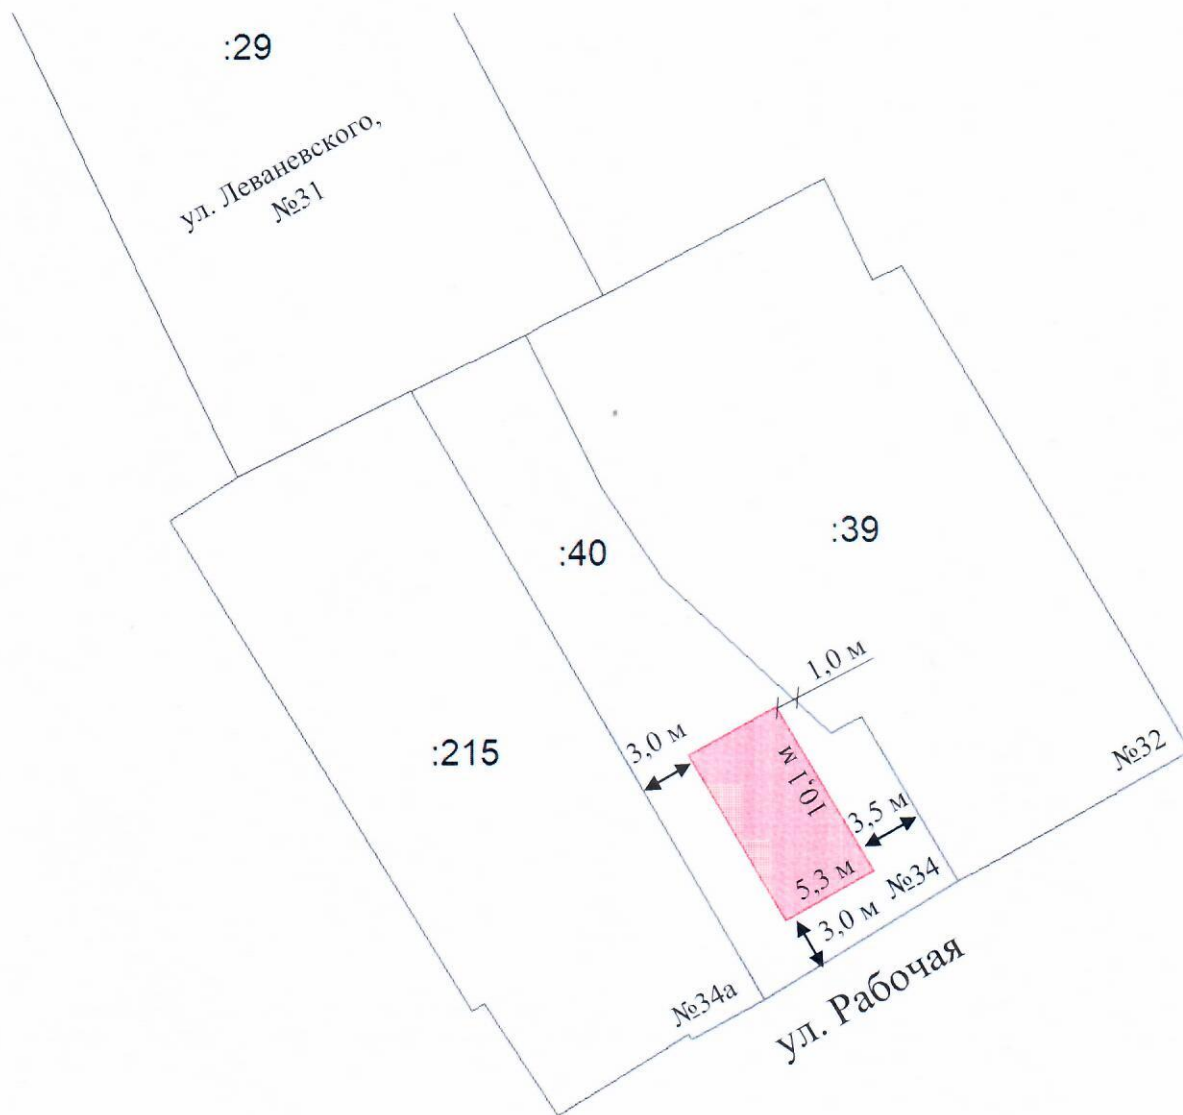 :29
ул. Леваневского,
№31
:40
:39
1,0 м
3,0 м
:215
10,1 м
№32
3,5 м
5,3 м
№34
3,0 м
№34а
ул. Рабочая